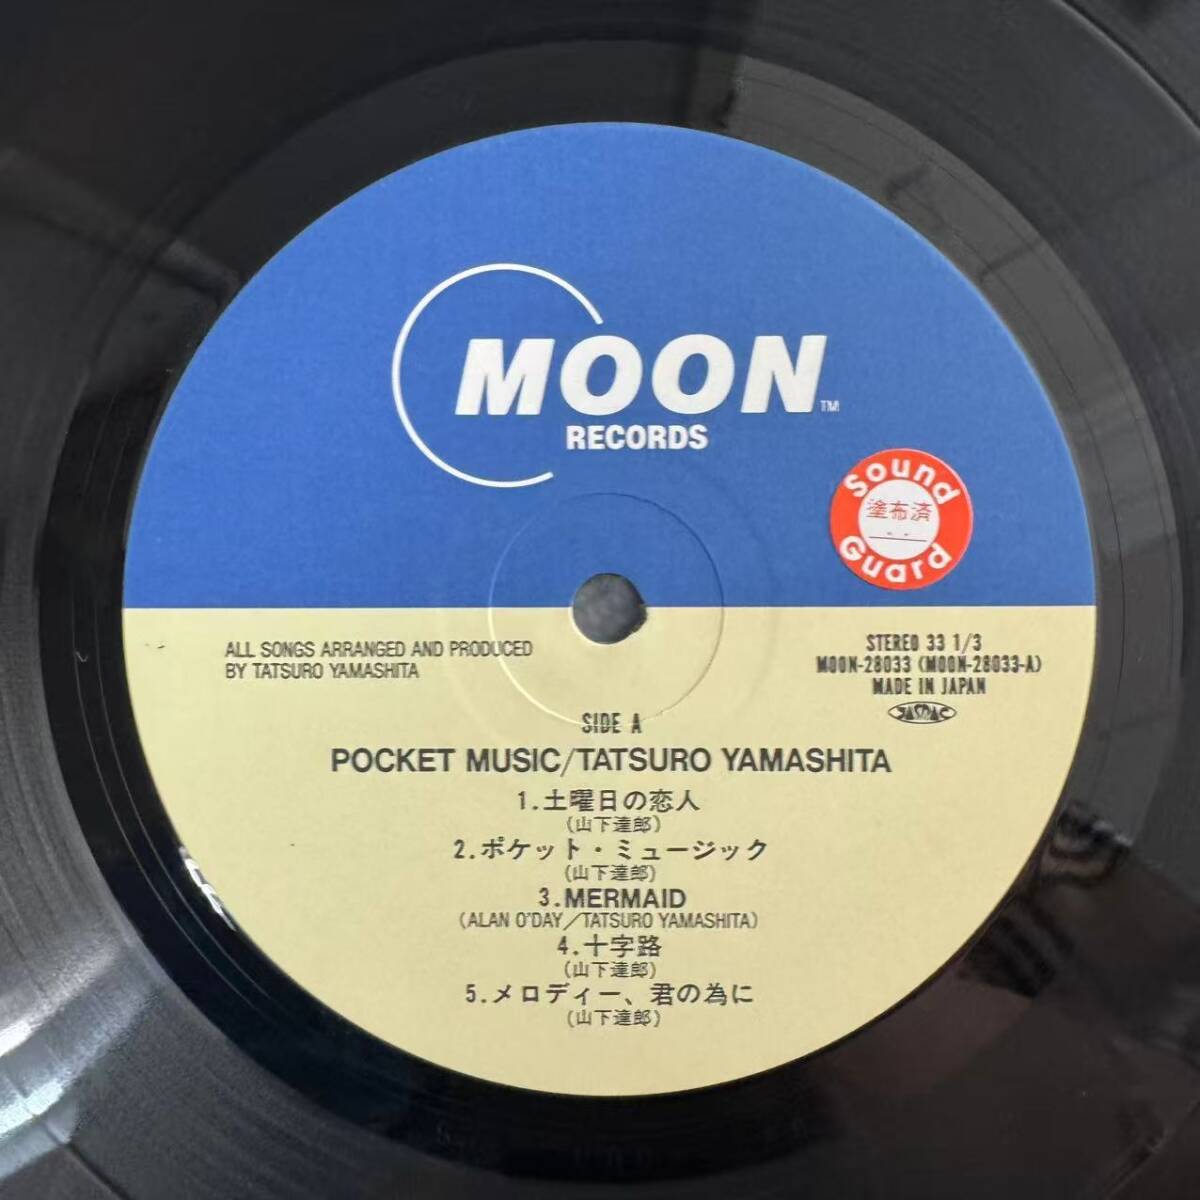 MOON
TM
RECORDS
Sound
塗布済
Guard
ALL SONGS ARRANGED AND PRODUCED
BY TATSURO YAMASHITA
STEREO 33 1/3
MOON-28033 (MOON-28033-A)
MADE IN JAPAN
JASRAC
SIDE A
POCKET MUSIC/TATSURO YAMASHITA
1.土曜日の恋人
(山下達郎)
2.ポケット・ミュージック
(山下達郎)
3.MERMAID
(ALAN O'DAY/TATSURO YAMASHITA)
4.十字路
(山下達郎)
5.メロディー、君の為に
(山下達郎)